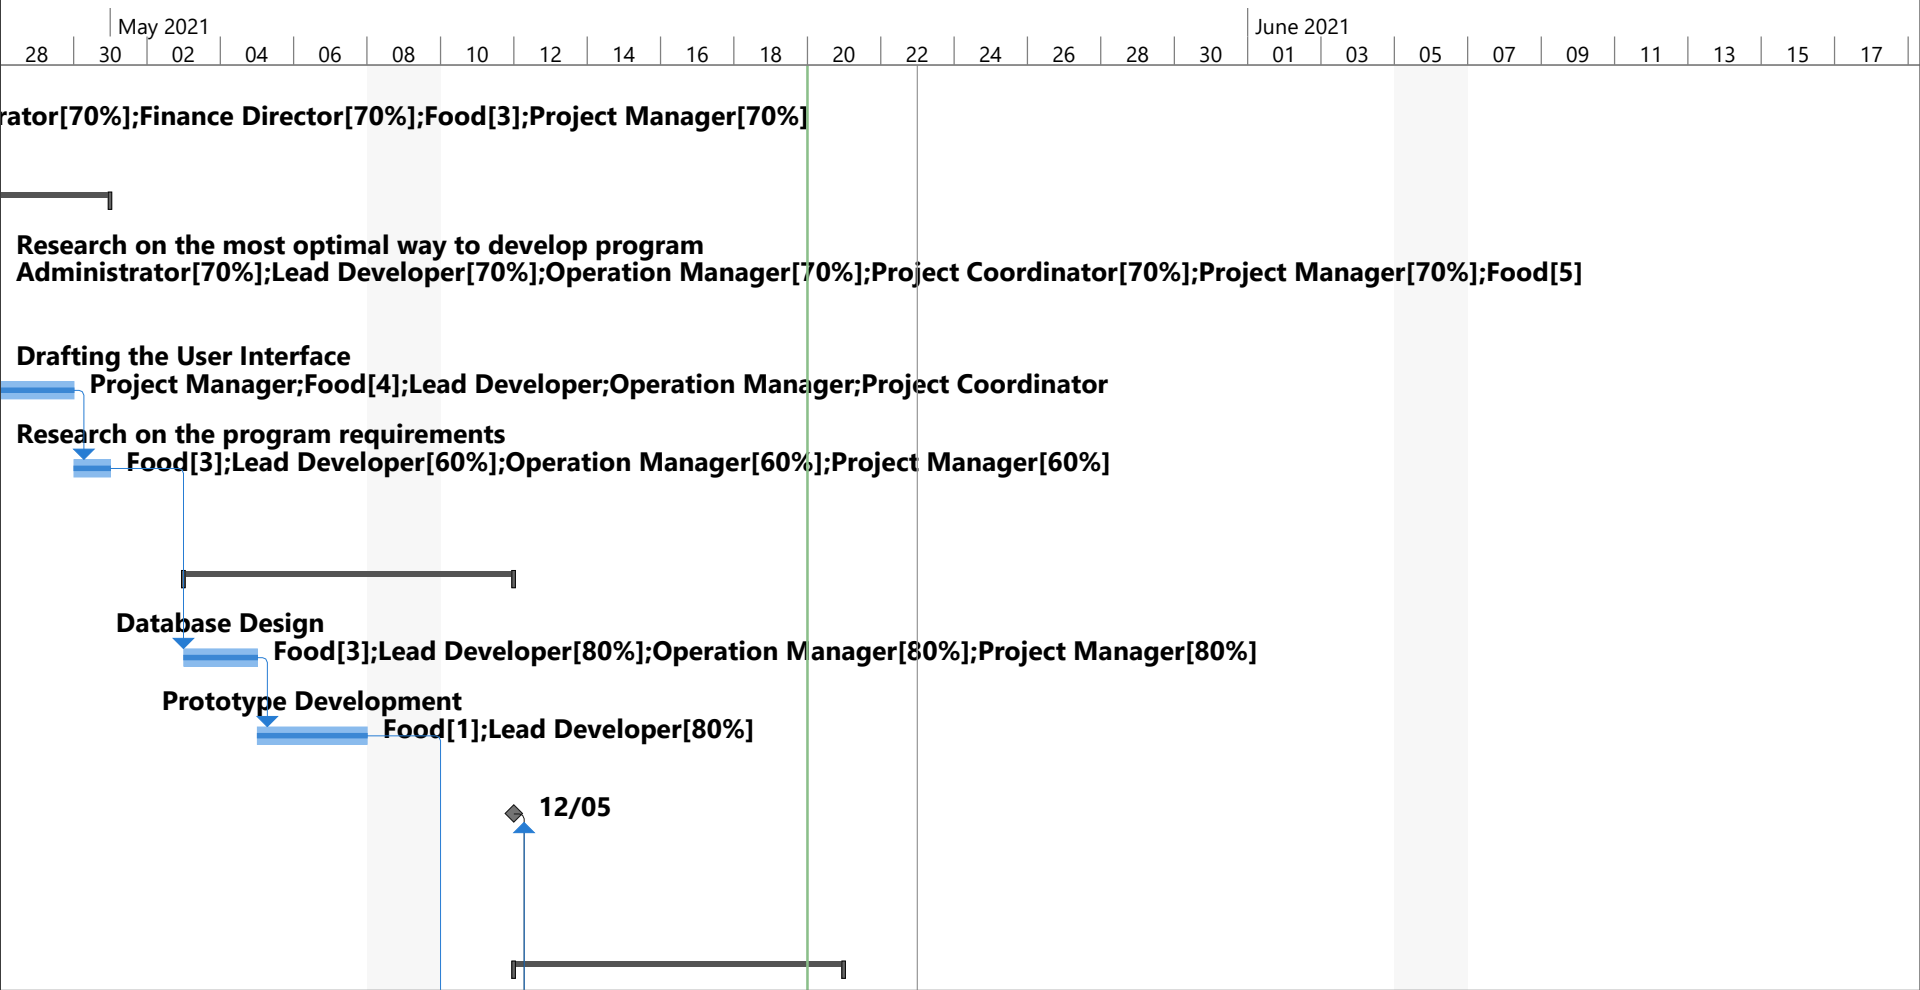 May 2021 June 2021
28 30 02 04 06 08 10 12 14 16 18 20 22 24 26 28 30 01 03 05 07 09 11 13 15 17
rator[70%];Finance Director[70%];Food[3];Project Manager[70%]
Research on the most optimal way to develop program
Administrator[70%];Lead Developer[70%];Operation Manager[70%];Project Coordinator[70%];Project Manager[70%];Food[5]
Drafting the User Interface
Project Manager;Food[4];Lead Developer;Operation Manager;Project Coordinator
Research on the program requirements
Food[3];Lead Developer[60%];Operation Manager[60%];Project Manager[60%]
Database Design
Food[3];Lead Developer[80%];Operation Manager[80%];Project Manager[80%]
Prototype Development
Food[1];Lead Developer[80%]
12/05